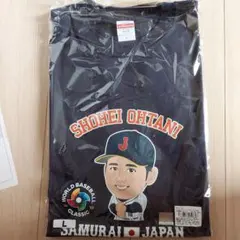 SHOHEI OHTANI
J
WORLD BASEBALL
CLASSIC
SAMURAI JAPAN